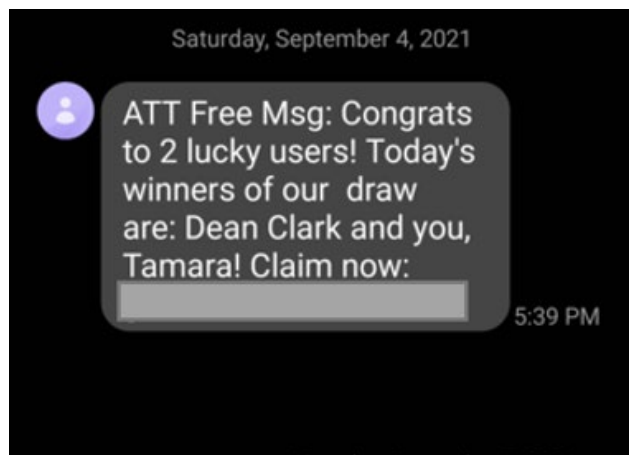 Saturday, September 4, 2021
ATT Free Msg: Congrats
to 2 lucky users! Today's
winners of our  draw
are: Dean Clark and you,
Tamara! Claim now:
5:39 PM